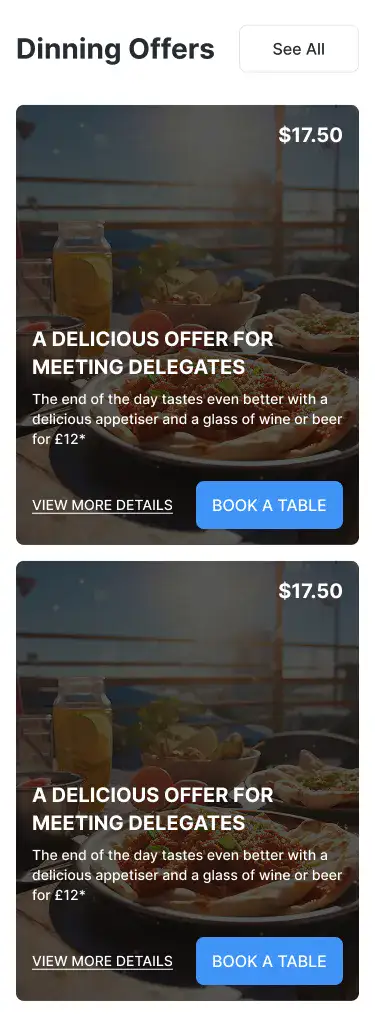 Dinning Offers
See All
$17.50
A DELICIOUS OFFER FOR
MEETING DELEGATES
The end of the day tastes even better with a
delicious appetiser and a glass of wine or beer
for £12*
VIEW MORE DETAILS
BOOK A TABLE
$17.50
A DELICIOUS OFFER FOR
MEETING DELEGATES
The end of the day tastes even better with a
delicious appetiser and a glass of wine or beer
for £12*
VIEW MORE DETAILS
BOOK A TABLE